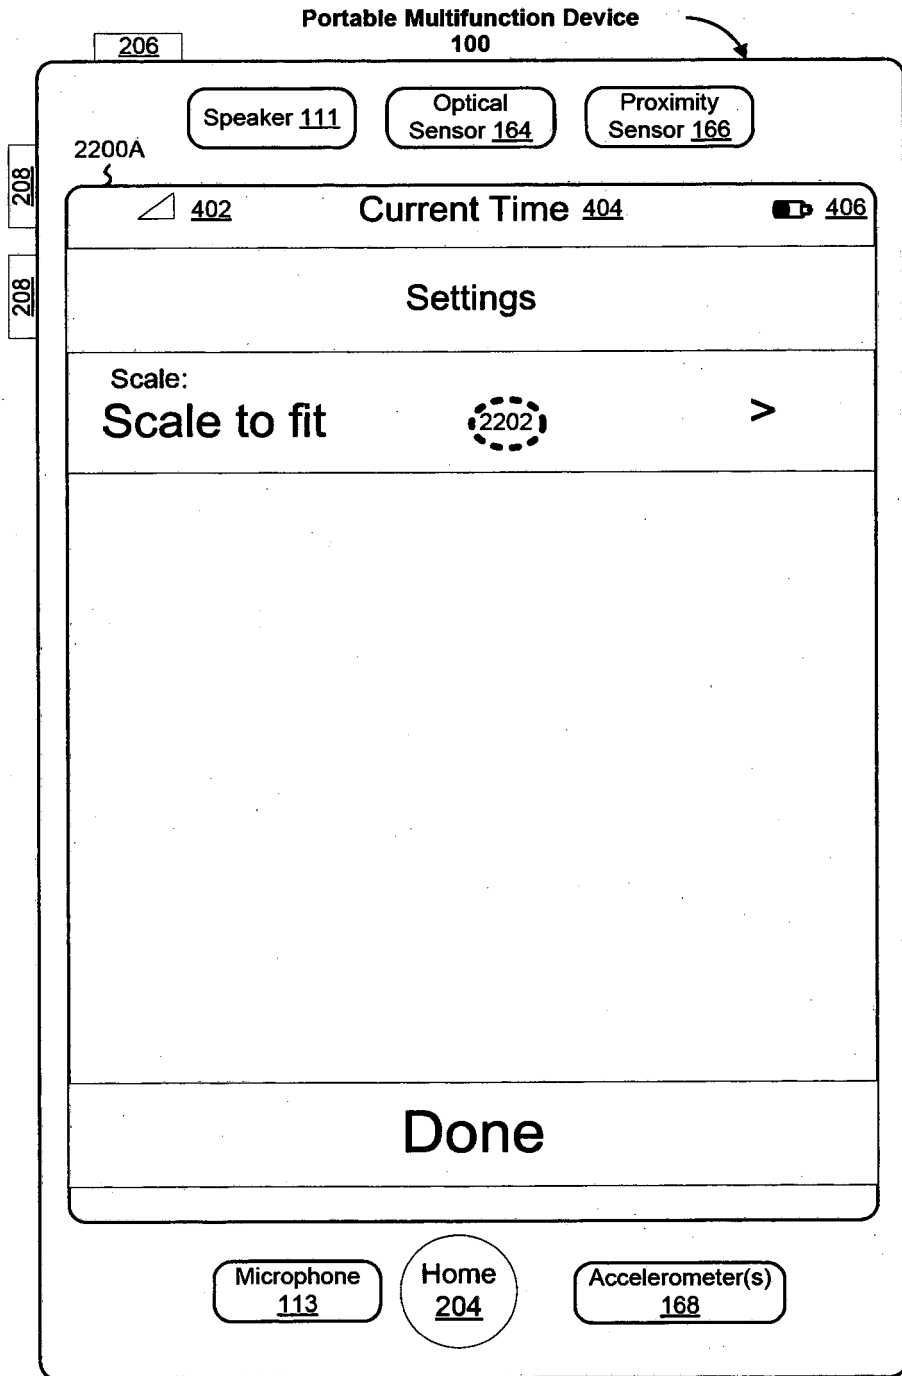 Portable Multifunction Device
100
206
Speaker 111
Optical
Sensor 164
Proximity
Sensor 166
2200A
208
208
402
Current Time 404
406
Settings
Scale:
Scale to fit
2202
>
Done
Microphone
113
Home
204
Accelerometer(s)
168